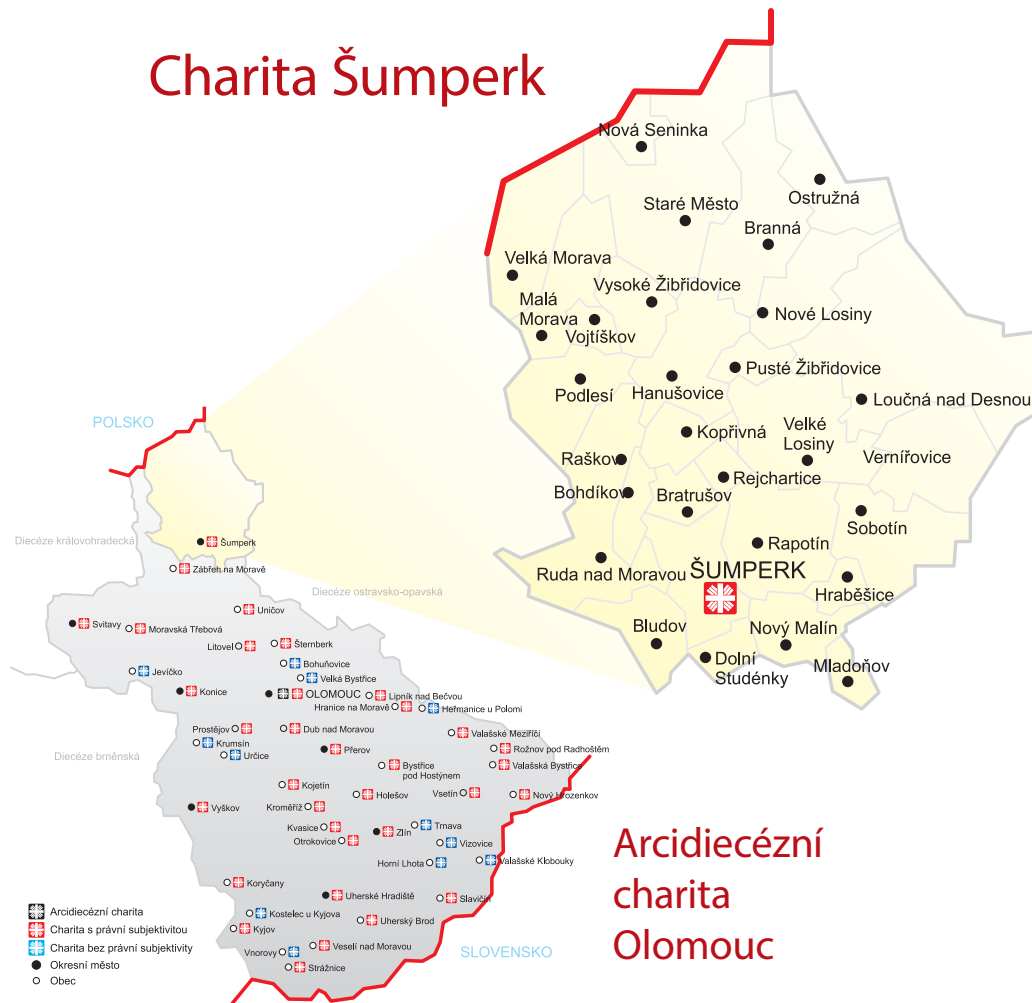 Charita Šumperk
Nová Seninka
Ostružná
Staré Město
Branná
Velká Morava
Vysoké Žibřidovice
Malá
Morava
Vojtíškov
Nové Losiny
Pusté Žibřidovice
Podlesí
Hanušovice
Loučná nad Desnou
Kopřivná
Velké
Losiny
Vernířovice
Raškov
Rejchartice
Bohdíkov
Bratrušov
Sobotín
Rapotín
Ruda nad Moravou
ŠUMPERK
Hraběšice
Bludov
Nový Malín
Dolní
Studénky
Mladoňov
POLSKO
Diecéze královohradecká
Šumperk
Zábřeh na Moravě
Diecéze ostravsko-opavská
Uničov
Svitavy
Moravská Třebová
Litovel
Šternberk
Bohuňovice
Jevíčko
Velká Bystřice
Konice
OLOMOUC
Lipník nad Bečvou
Hranice na Moravě
Heřmanice u Polomi
Prostějov
Dub nad Moravou
Valašské Meziříčí
Krumsín
Určice
Přerov
Rožnov pod Radhoštěm
Diecéze brněnská
Bystřice
pod Hostýnem
Valašská Bystřice
Kojetín
Holešov
Vsetín
Nový Hrozenkov
Vyškov
Kroměříž
Kvasice
Otrokovice
Zlín
Trnava
Vizovice
Horní Lhota
Valašské Klobouky
Koryčany
Uherské Hradiště
Slavičín
Kostelec u Kyjova
Kyjov
Uherský Brod
Vnorovy
Veselí nad Moravou
Strážnice
SLOVENSKO
Arcidiecézní
charita
Olomouc
Arcidiecézní charita
Charita s právní subjektivitou
Charita bez právní subjektivity
Okresní město
Obec